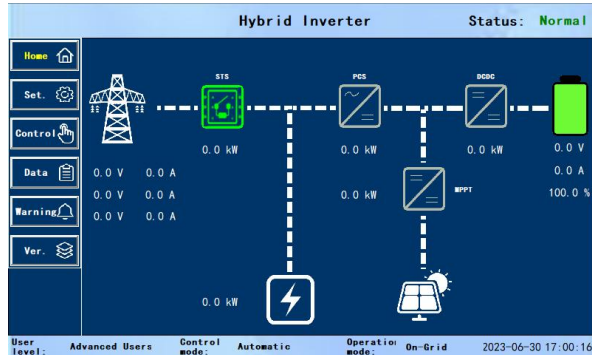 Hybrid Inverter
Status: Normal
Home
Set.
Control
Data
Warning
Ver.
STS
PCS
DCDC
0.0 kW
0.0 kW
0.0 kW
0.0 V
0.0 A
100.0 %
0.0 V 0.0 A
0.0 V 0.0 A
0.0 V 0.0 A
0.0 kW
MPPT
0.0 kW
User level: Advanced Users
Control mode: Automatic
Operation mode: On-Grid
2023-06-30 17:00:16